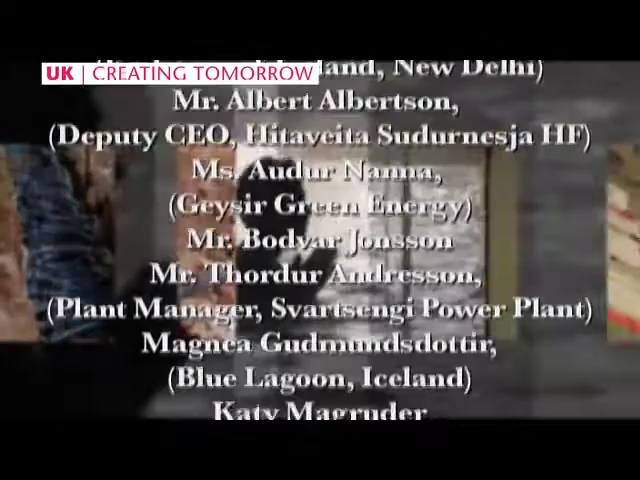 UK | CREATING TOMORROW
land, New Delhi)
Mr. Albert Albertson,
(Deputy CEO, Hitaveita Sudurnesja HF)
Ms. Audur Nanna,
(Geysir Green Energy)
Mr. Bodvar Jonsson
Mr. Thordur Andresson,
(Plant Manager, Svartsengi Power Plant)
Magnea Gudmundsdottir,
(Blue Lagoon, Iceland)
Katy Magruder